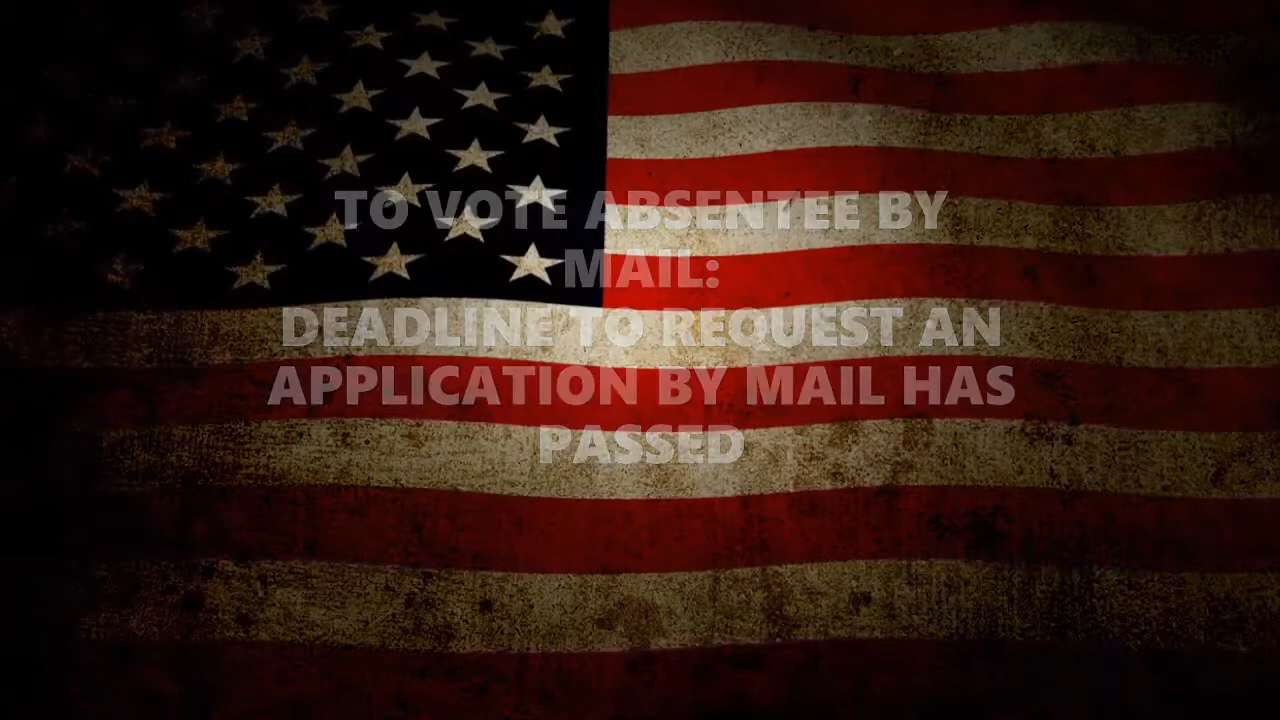 TO VOTE ABSENTEE BY
MAIL:
DEADLINE TO REQUEST AN
APPLICATION BY MAIL HAS
PASSED